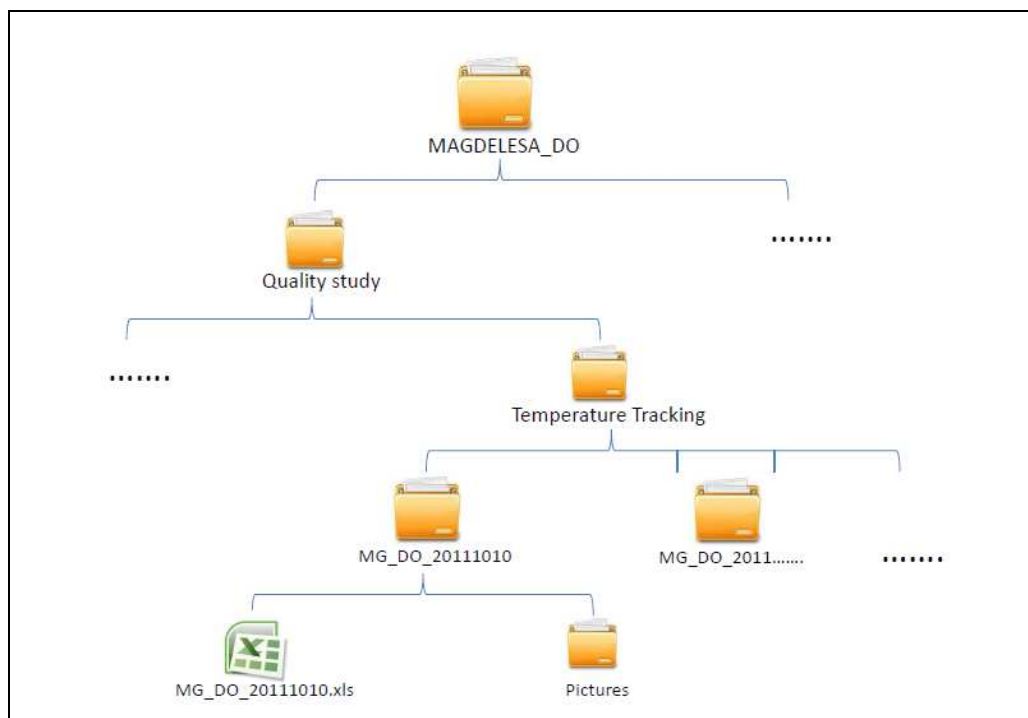 MAGDELESA_DO
.......
Quality study
.......
Temperature Tracking
MG_DO_20111010
MG_DO_2011.......
.......
MG_DO_20111010.xls
Pictures